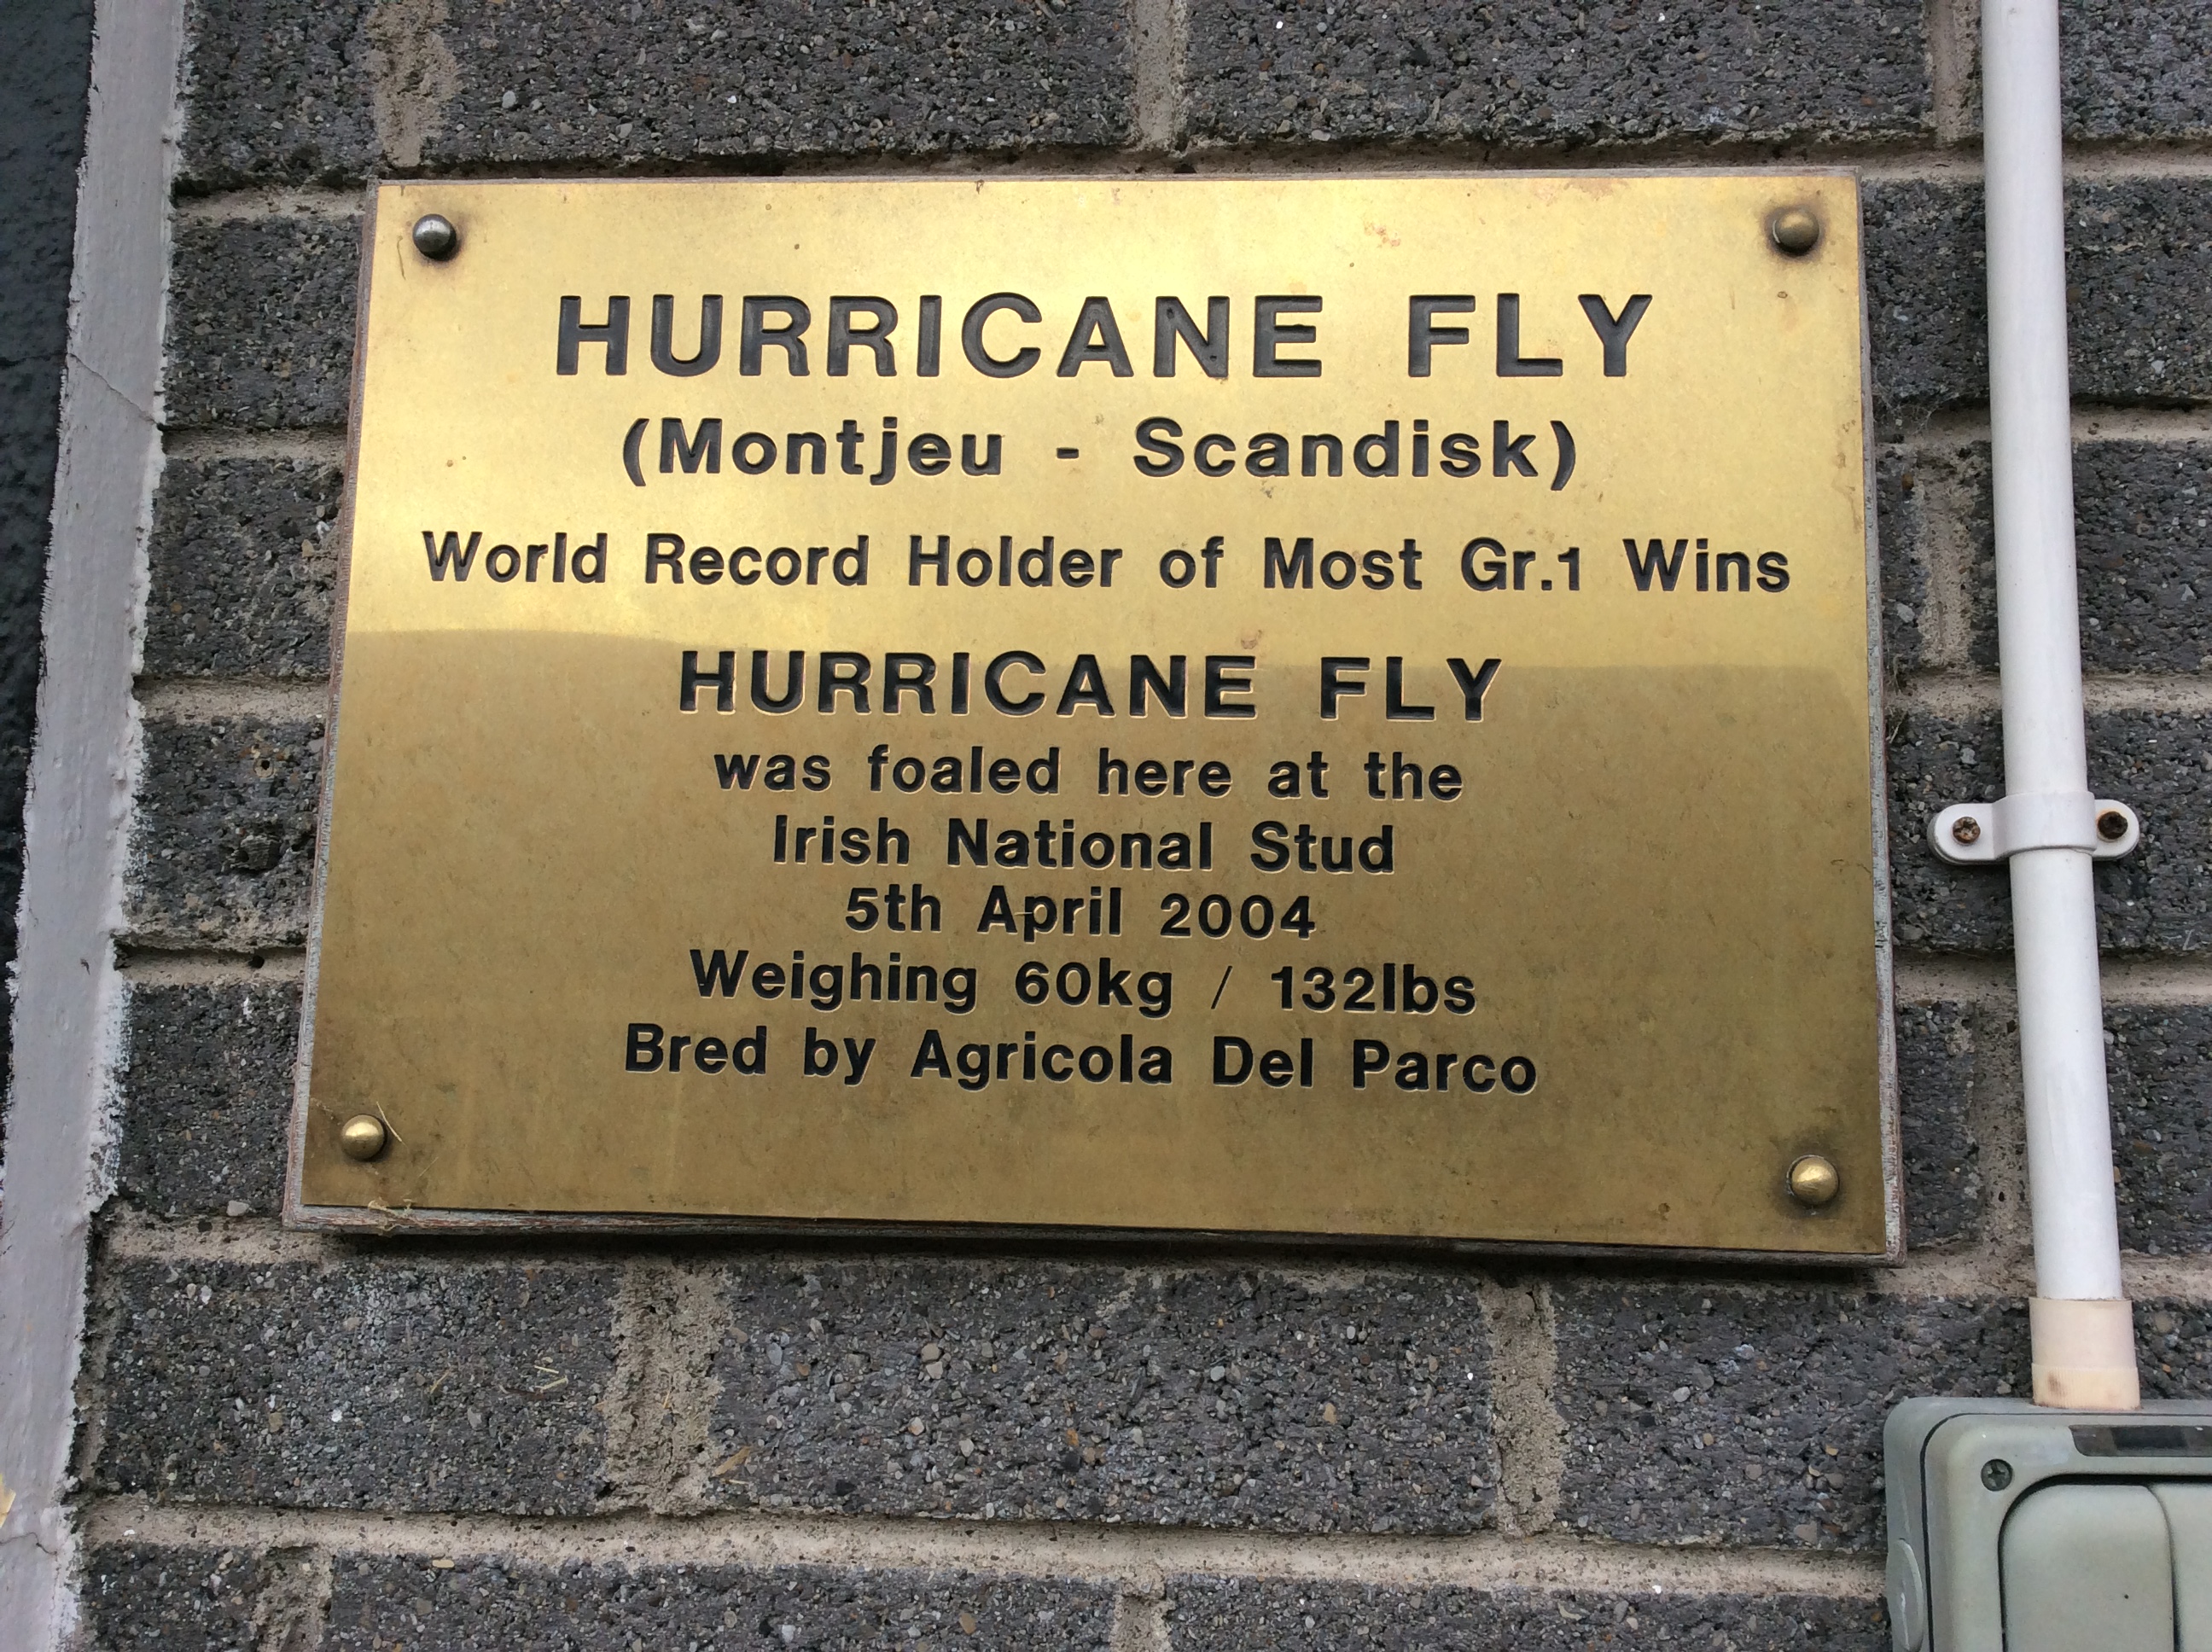 HURRICANE FLY
(Montjeu - Scandisk)
World Record Holder of Most Gr.1 Wins
HURRICANE FLY
was foaled here at the
Irish National Stud
5th April 2004
Weighing 60kg / 132lbs
Bred by Agricola Del Parco